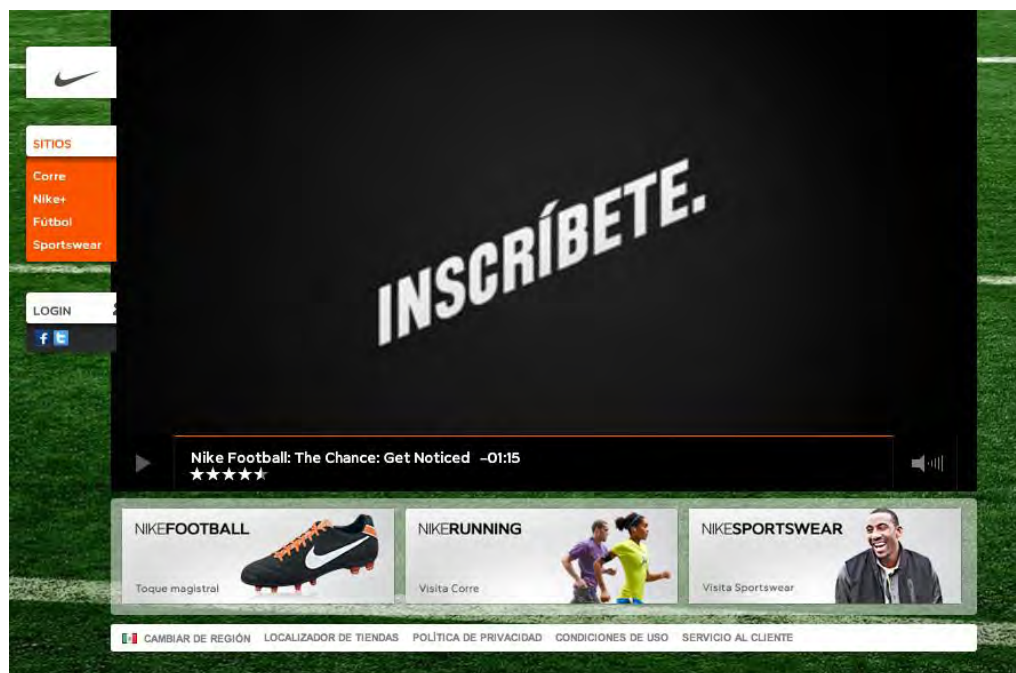 SITIOS
Corre
Nike+
Fútbol
Sportswear
LOGIN
INSCRÍBETE.
Nike Football: The Chance: Get Noticed -01:15
NIKEFOOTBALL
Toque magistral
NIKERUNNING
Visita Corre
NIKESPORTSWEAR
Visita Sportswear
CAMBIAR DE REGIÓN LOCALIZADOR DE TIENDAS POLÍTICA DE PRIVACIDAD CONDICIONES DE USO SERVICIO AL CLIENTE